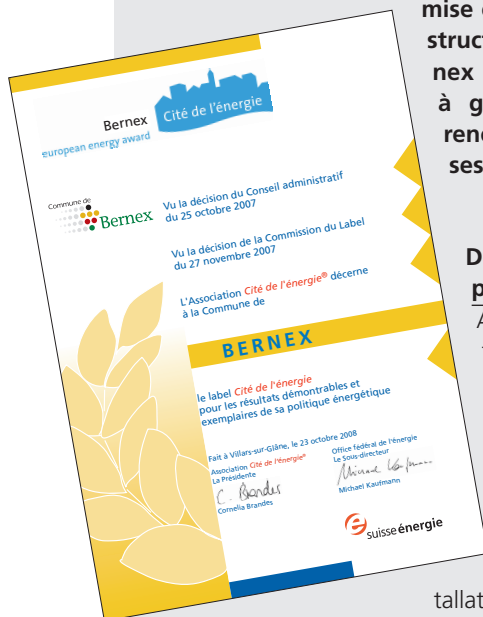 mise
struct
nex
à g
ren
ses
Bernex
european energy award
Cité de l'énergie
Commune de
Bernex
Vu la décision du Conseil administratif
du 25 octobre 2007
Vu la décision de la Commission du Label
du 27 novembre 2007
L'Association Cité de l'énergie® décerne
à la Commune de
BERNEX
le label Cité de l'énergie
pour les résultats démontrables et
exemplaires de sa politique énergétique
Fait à Villars-sur-Glâne, le 23 octobre 2008
Association Cité de l'énergie®
La Présidente
C. Brandes
Cornelia Brandes
Office fédéral de l'énergie
Le Sous-directeur
Michael Kaufmann
Michael Kaufmann
suisseénergie
D
p
A
tallat